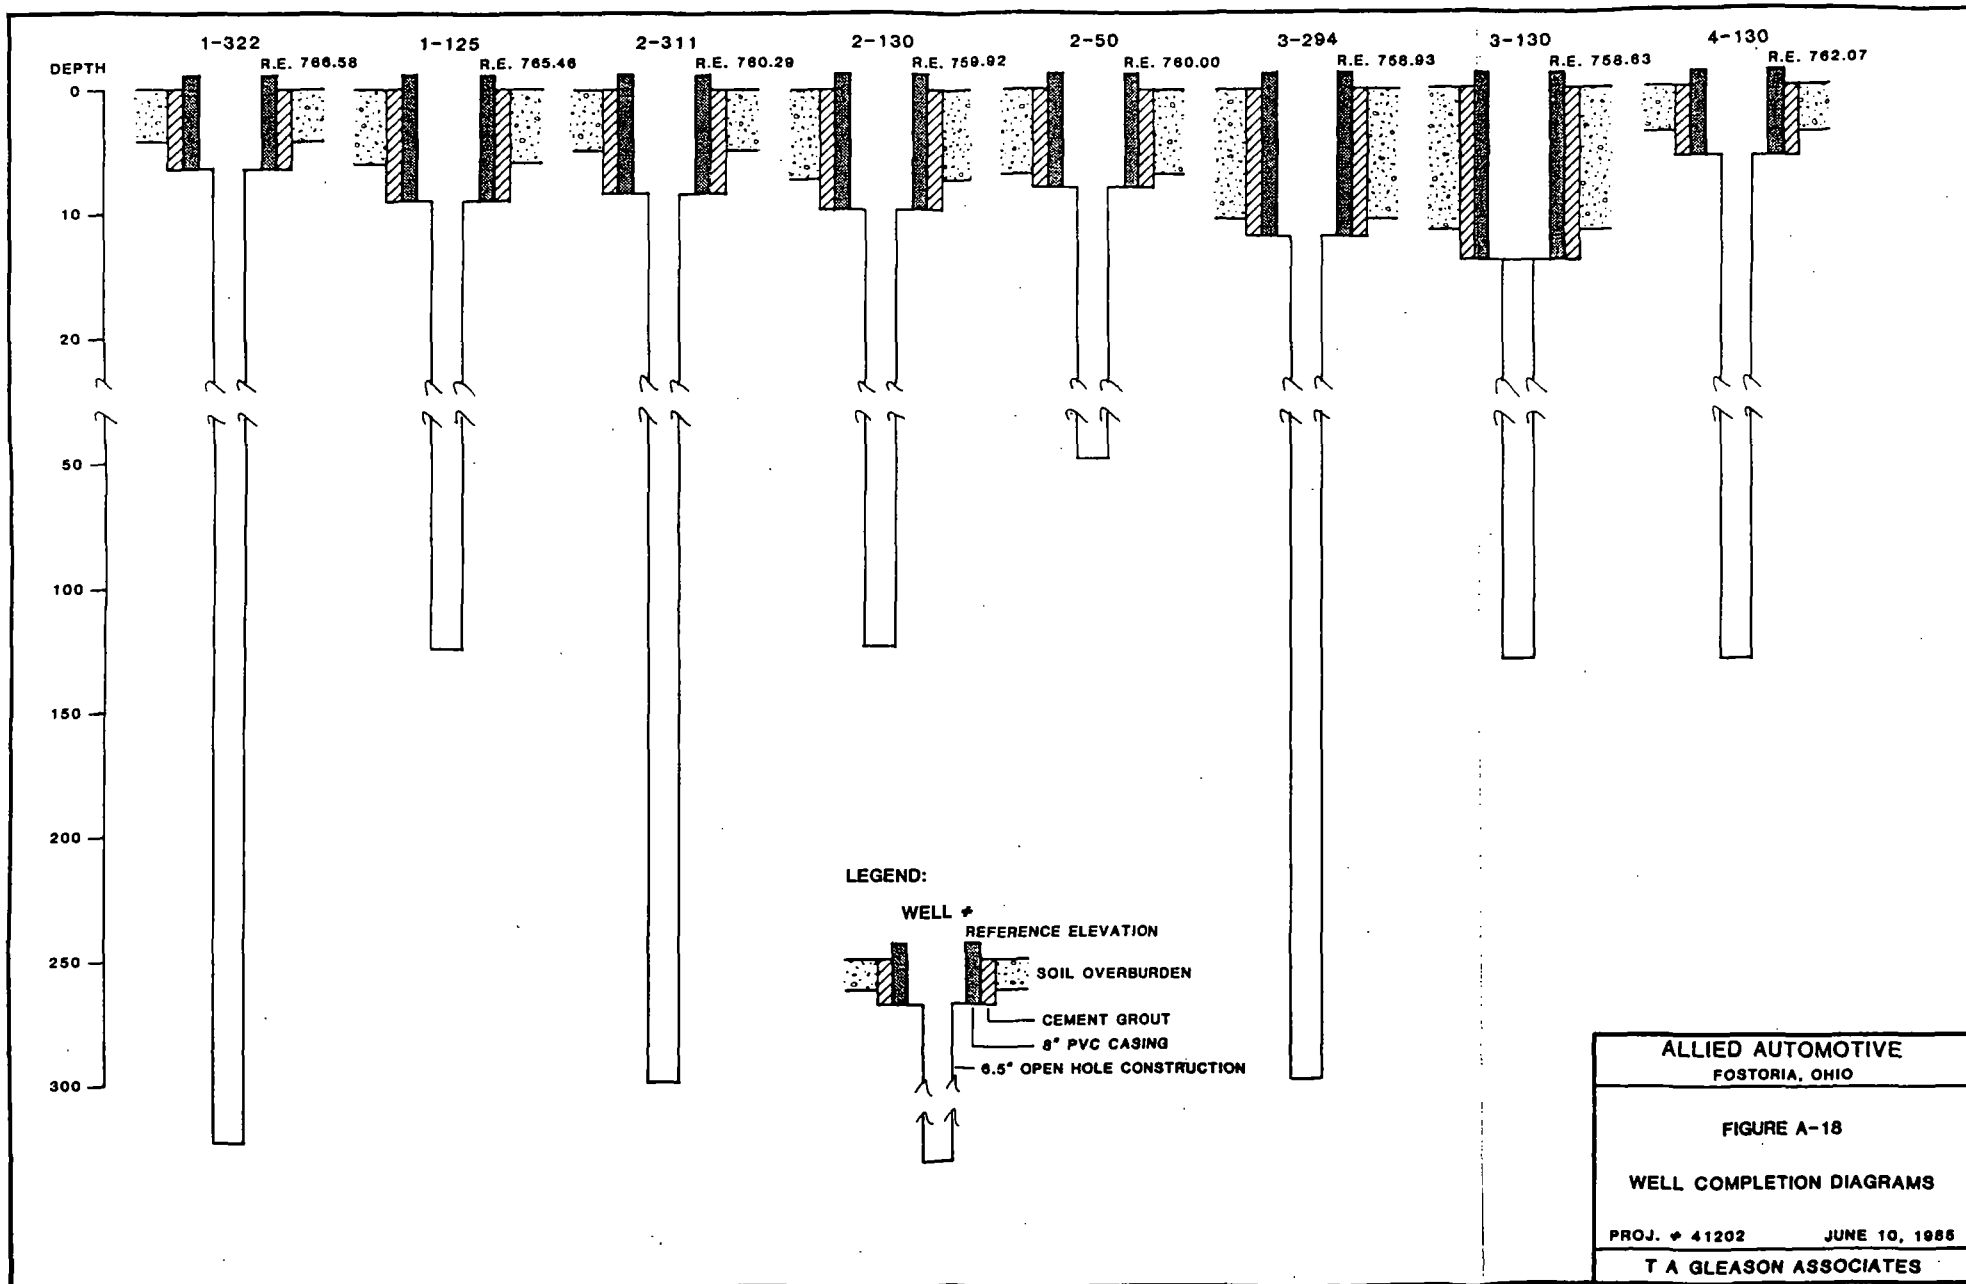 1-322
1-125
2-311
2-130
2-50
3-294
3-130
4-130
R.E. 766.58
R.E. 765.46
R.E. 760.29
R.E. 759.92
R.E. 760.00
R.E. 758.93
R.E. 758.63
R.E. 762.07
DEPTH
0
10
20
50
100
150
200
250
300
LEGEND:
WELL #
REFERENCE ELEVATION
SOIL OVERBURDEN
CEMENT GROUT
8" PVC CASING
6.5" OPEN HOLE CONSTRUCTION
ALLIED AUTOMOTIVE
FOSTORIA, OHIO
FIGURE A-18
WELL COMPLETION DIAGRAMS
PROJ. # 41202 JUNE 10, 1985
T A GLEASON ASSOCIATES